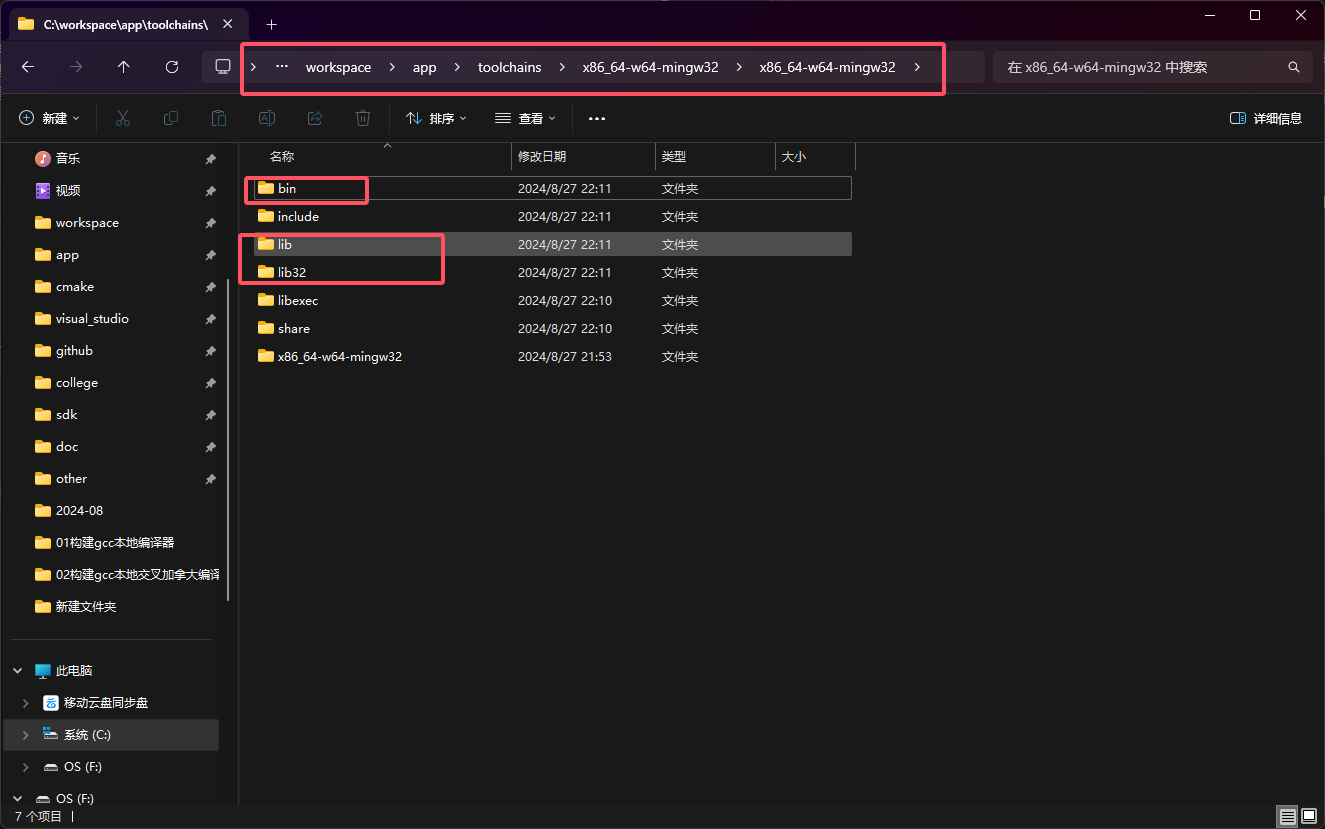 C:\workspace\app\toolchains\
workspace > app > toolchains > x86_64-w64-mingw32 > x86_64-w64-mingw32 >
在 x86_64-w64-mingw32 中搜索
新建
排序
查看
详细信息
音乐
视频
workspace
app
cmake
visual_studio
github
college
sdk
doc
other
2024-08
01构建gcc本地编译器
02构建gcc本地交叉加拿大编译
新建文件夹
此电脑
移动云盘同步盘
系统 (C:)
OS (F:)
OS (F:)
名称 修改日期 类型 大小
bin 2024/8/27 22:11 文件夹
include 2024/8/27 22:11 文件夹
lib 2024/8/27 22:11 文件夹
lib32 2024/8/27 22:11 文件夹
libexec 2024/8/27 22:10 文件夹
share 2024/8/27 22:10 文件夹
x86_64-w64-mingw32 2024/8/27 21:53 文件夹
7 个项目